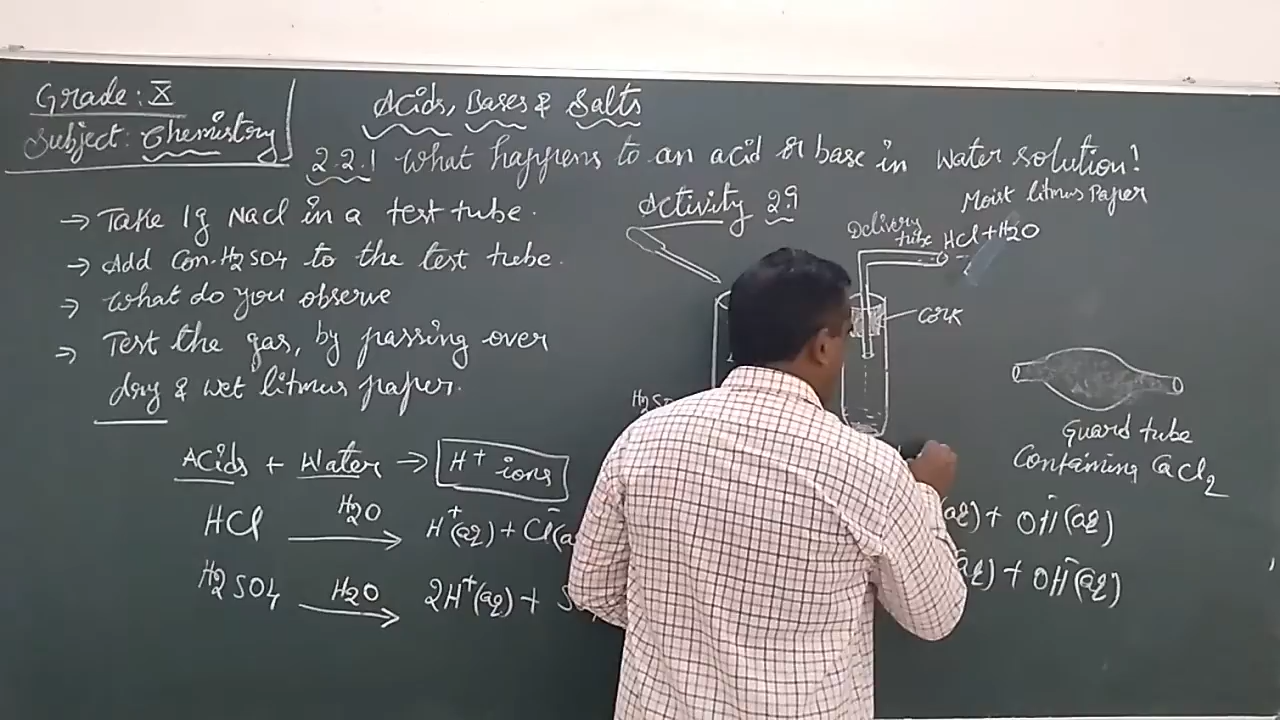 Grade: X
Subject: Chemistry
Acids, Bases & Salts
2.2.1 What happens to an acid or base in water solution!
Activity 2.9
→ Take 1g Nacl in a test tube.
→ Add Con. H2SO4 to the test tube.
→ What do you observe
→ Test the gas, by passing over
dry & wet litmus paper.
Moist litmus Paper
Delivery
tube
HCl + H2O
Cork
Guard tube
Containing CaCl2
Acids + Water → H+ ions
HCl H2O → H+(aq) + Cl-(a
H2SO4 H2O → 2H+(aq) +
(aq) + OH-(aq)
+ OH-(aq)